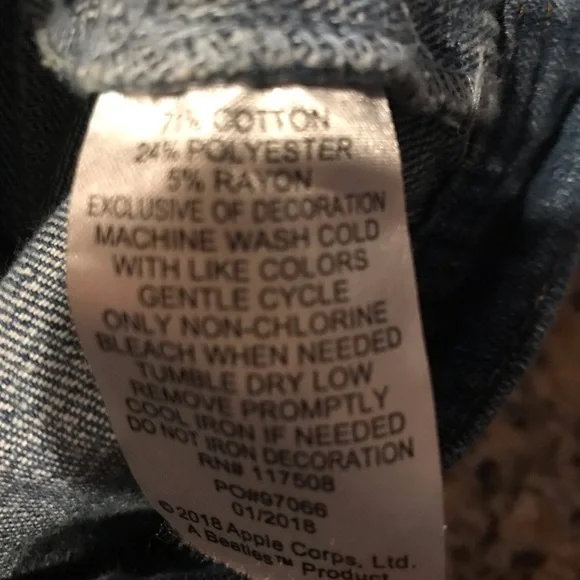 71% COTTON
24% POLYESTER
5% RAYON
EXCLUSIVE OF DECORATION
MACHINE WASH COLD
WITH LIKE COLORS
GENTLE CYCLE
ONLY NON-CHLORINE
BLEACH WHEN NEEDED
TUMBLE DRY LOW
REMOVE PROMPTLY
COOL IRON IF NEEDED
DO NOT IRON DECORATION
RN# 117508
PO#97066
01/2018
©2018 Apple Corps. Ltd.
A Beatles™ Product